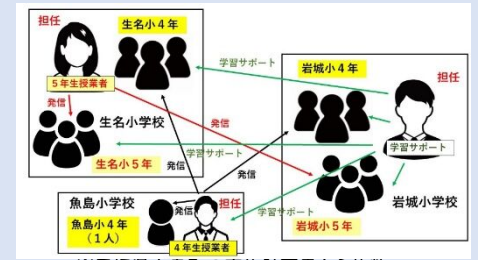 担任
生名小4年
5年生授業者
発信
生名小学校
生名小5年
学習サポート
発信
学習サポート
発信
発信
岩城小4年
担任
学習サポート
岩城小学校
岩城小5年
学習サポート
魚島小学校
魚島小4年
(1人)
発信
担任
4年生授業者